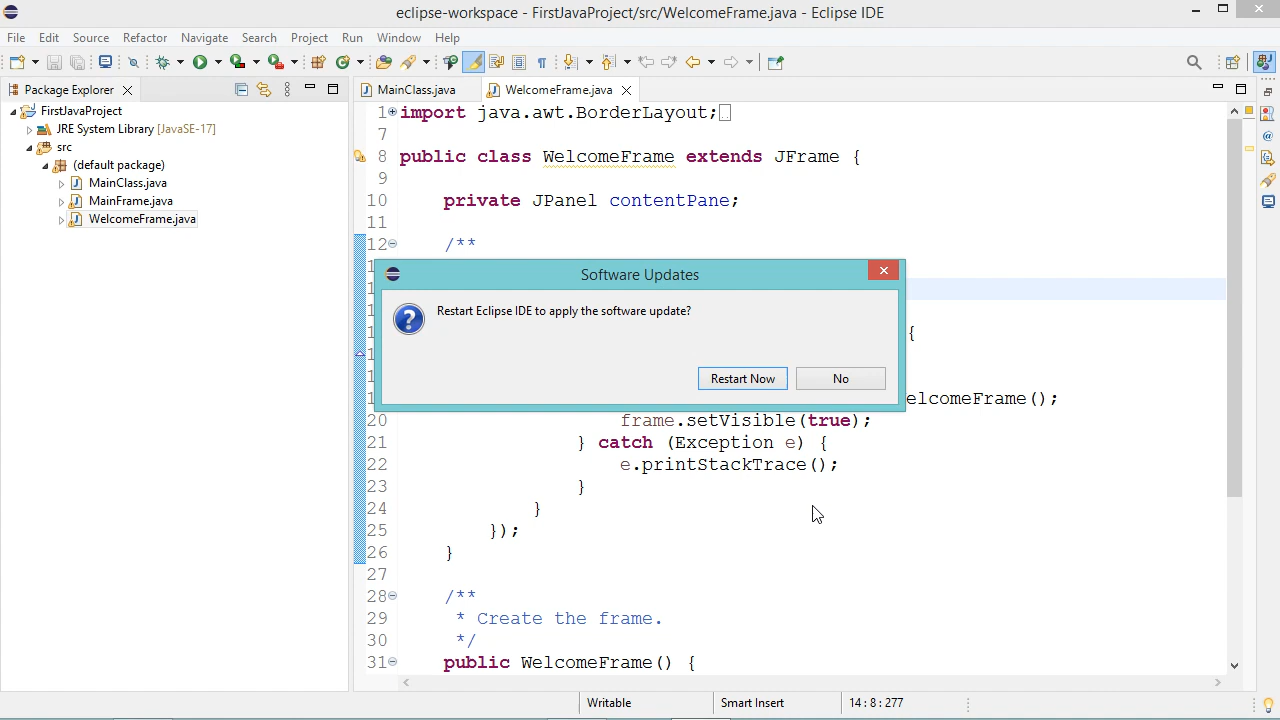 eclipse-workspace - FirstJavaProject/src/WelcomeFrame.java - Eclipse IDE
File Edit Source Refactor Navigate Search Project Run Window Help
Package Explorer
MainClass.java
WelcomeFrame.java
FirstJavaProject
JRE System Library [JavaSE-17]
src
(default package)
MainClass.java
MainFrame.java
WelcomeFrame.java
1 import java.awt.BorderLayout;
7
8 public class WelcomeFrame extends JFrame {
9
10 private JPanel contentPane;
11
12 /**
Software Updates
Restart Eclipse IDE to apply the software update?
Restart Now No
{
elcomeFrame();
20 frame.setVisible(true);
21 } catch (Exception e) {
22 e.printStackTrace();
23 }
24 }
25 });
26 }
27
28 /**
29 * Create the frame.
30 */
31 public WelcomeFrame() {
Writable Smart Insert 14 : 8 : 277